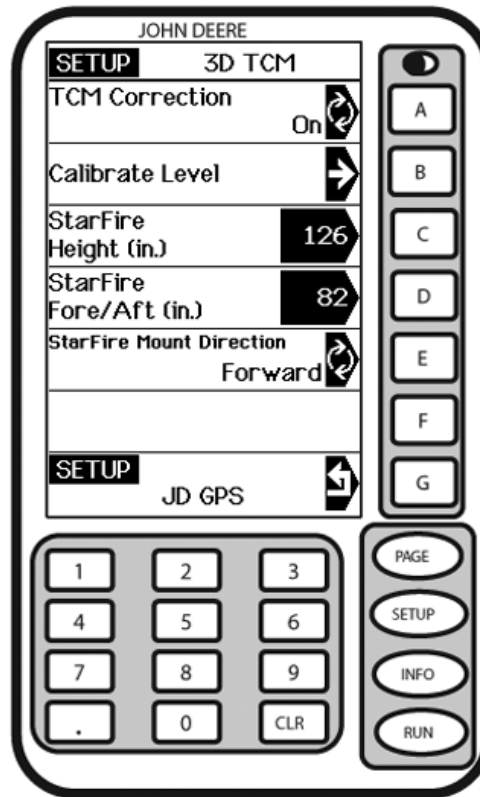 JOHN DEERE
SETUP 3D TCM
TCM Correction
On
Calibrate Level
StarFire
Height (in.)
126
StarFire
Fore/Aft (in.)
82
StarFire Mount Direction
Forward
SETUP
JD GPS
A
B
C
D
E
F
G
1 2 3
4 5 6
7 8 9
. 0 CLR
PAGE
SETUP
INFO
RUN